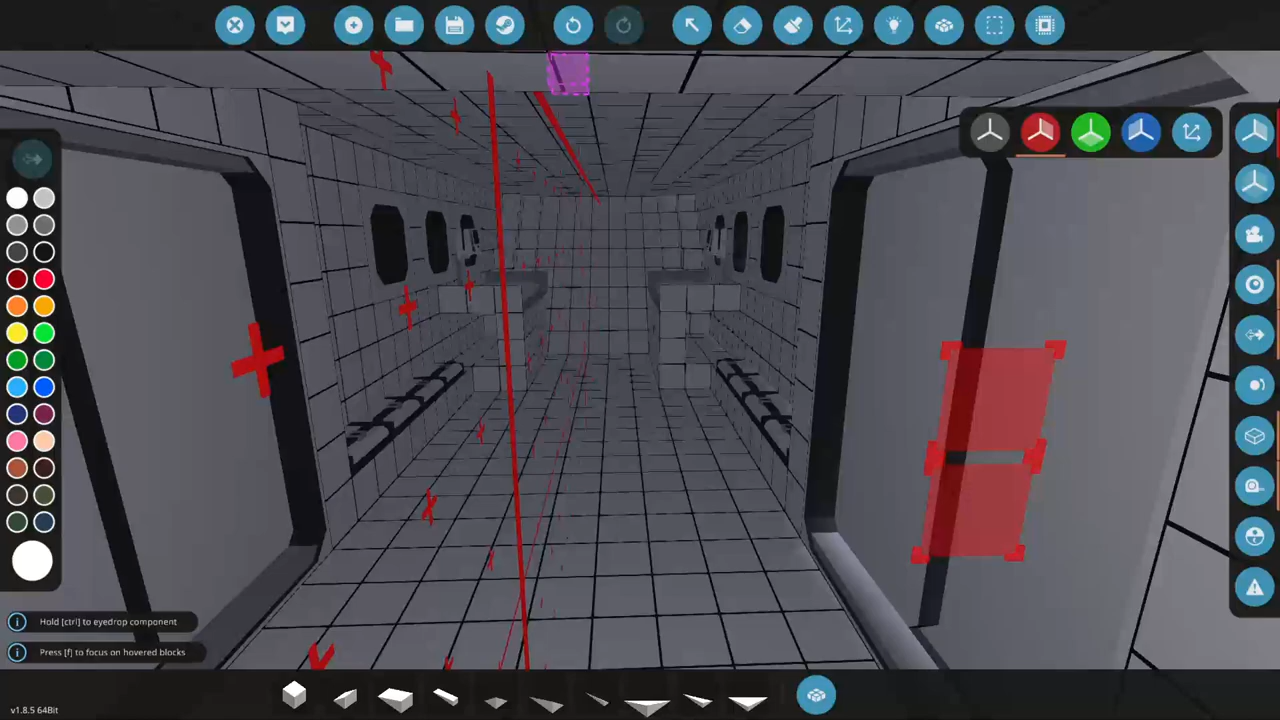 Hold [ctrl] to eyedrop component
Press [f] to focus on hovered blocks
v1.8.5 64Bit